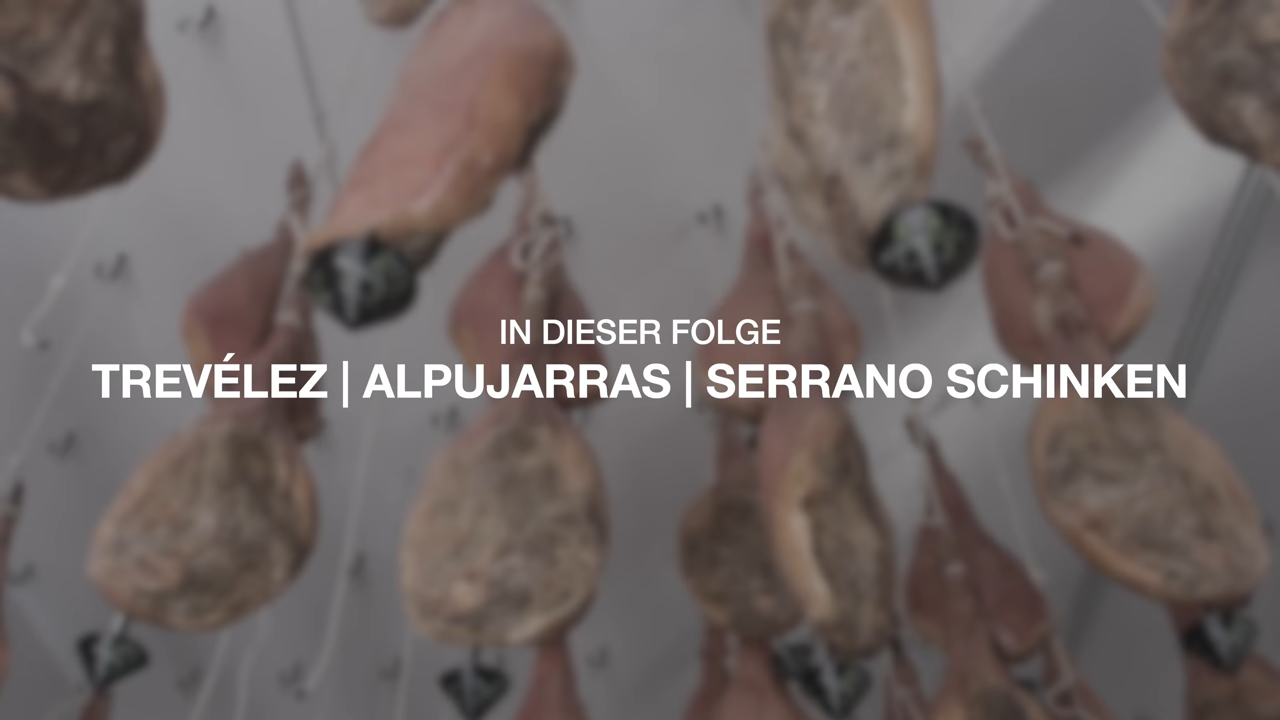 IN DIESER FOLGE
TREVÉLEZ | ALPUJARRAS | SERRANO SCHINKEN